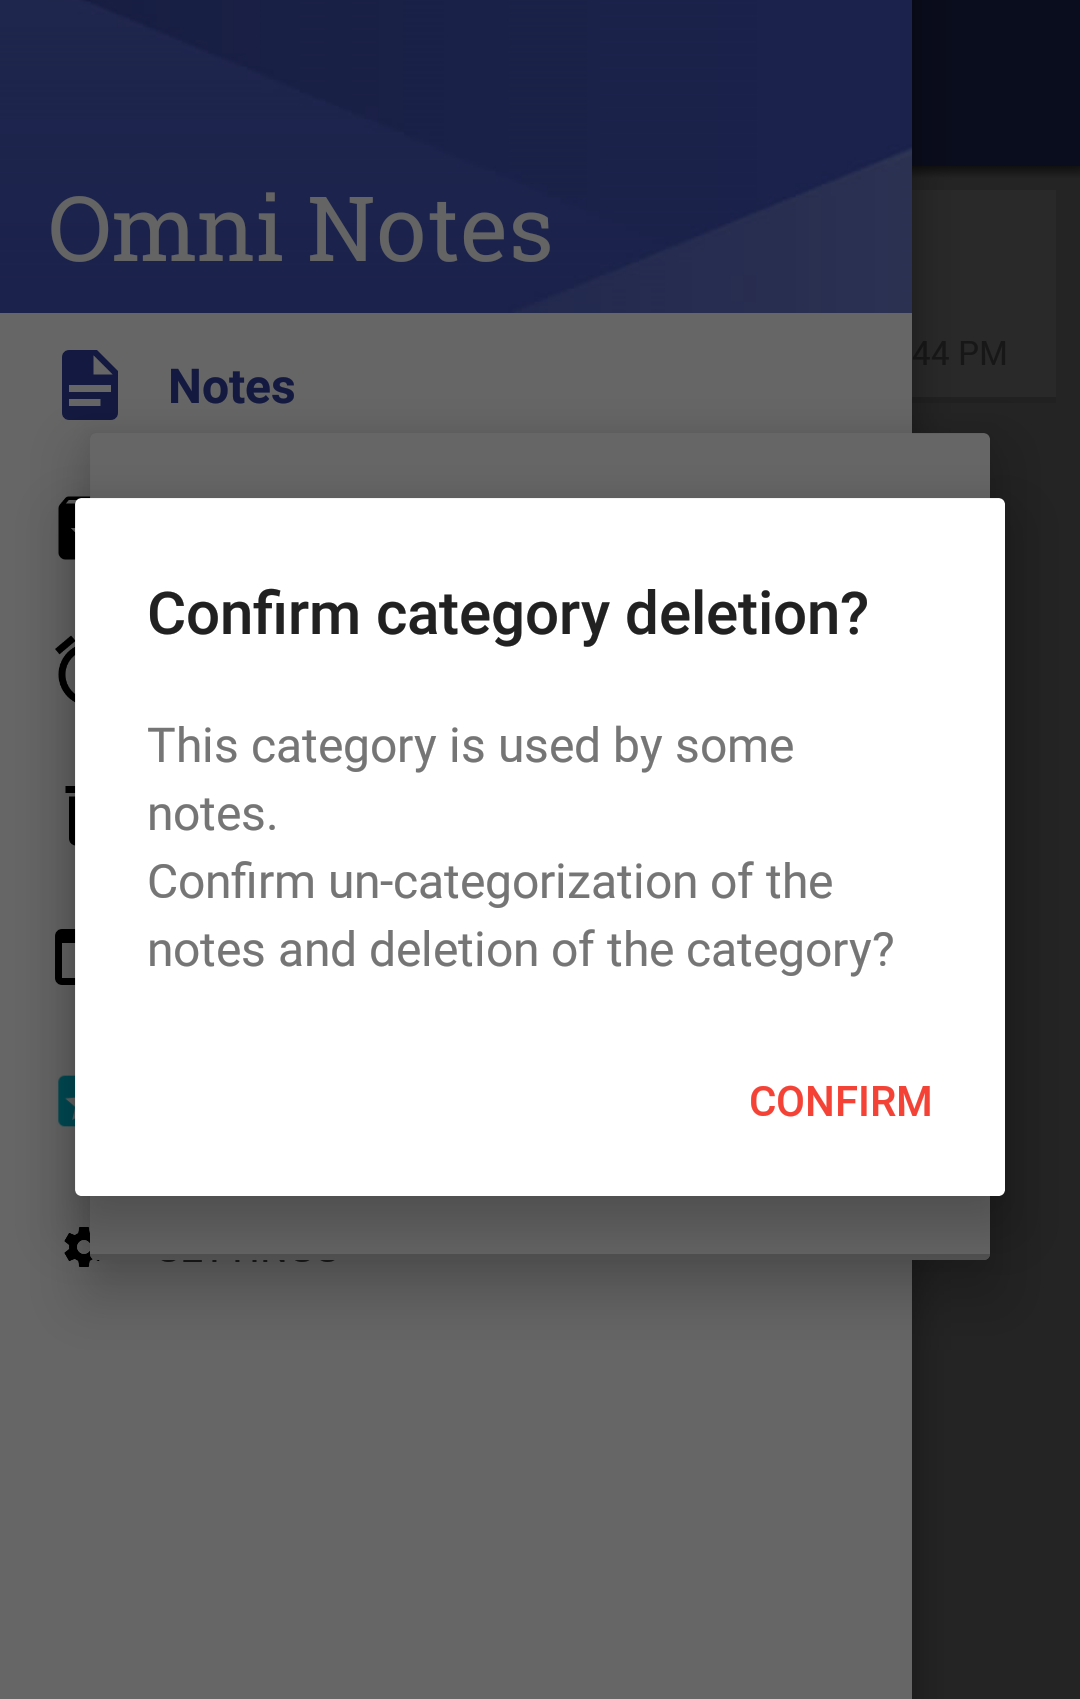 Omni Notes
44 PM
Notes
Confirm category deletion?
This category is used by some
notes.
Confirm un-categorization of the
notes and deletion of the category?
CONFIRM